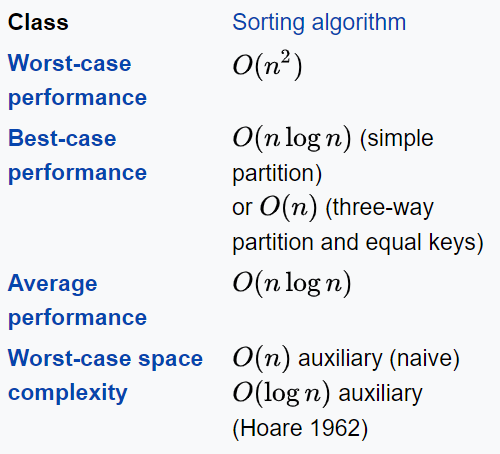 Class Sorting algorithm
Worst-case O(n²)
performance
Best-case O(n log n) (simple
performance partition)
or O(n) (three-way
partition and equal keys)
Average O(n log n)
performance
Worst-case space O(n) auxiliary (naive)
complexity O(log n) auxiliary
(Hoare 1962)